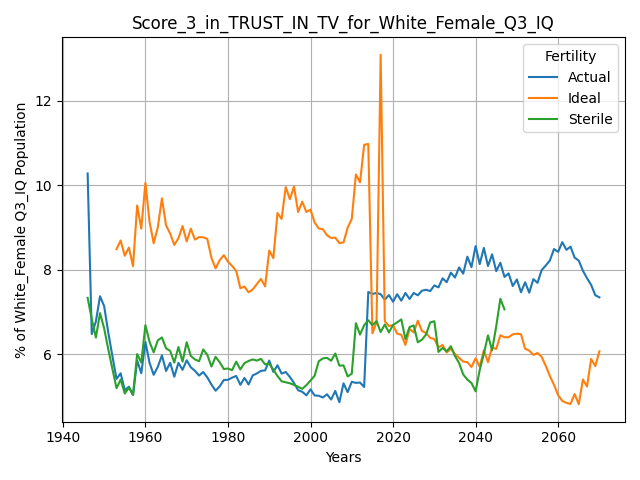 Score_3_in_TRUST_IN_TV_for_White_Female_Q3_IQ
Fertility
Actual
Ideal
Sterile
% of White_Female Q3_IQ Population
12
10
8
6
4
1940 1960 1980 2000 2020 2040 2060
Years